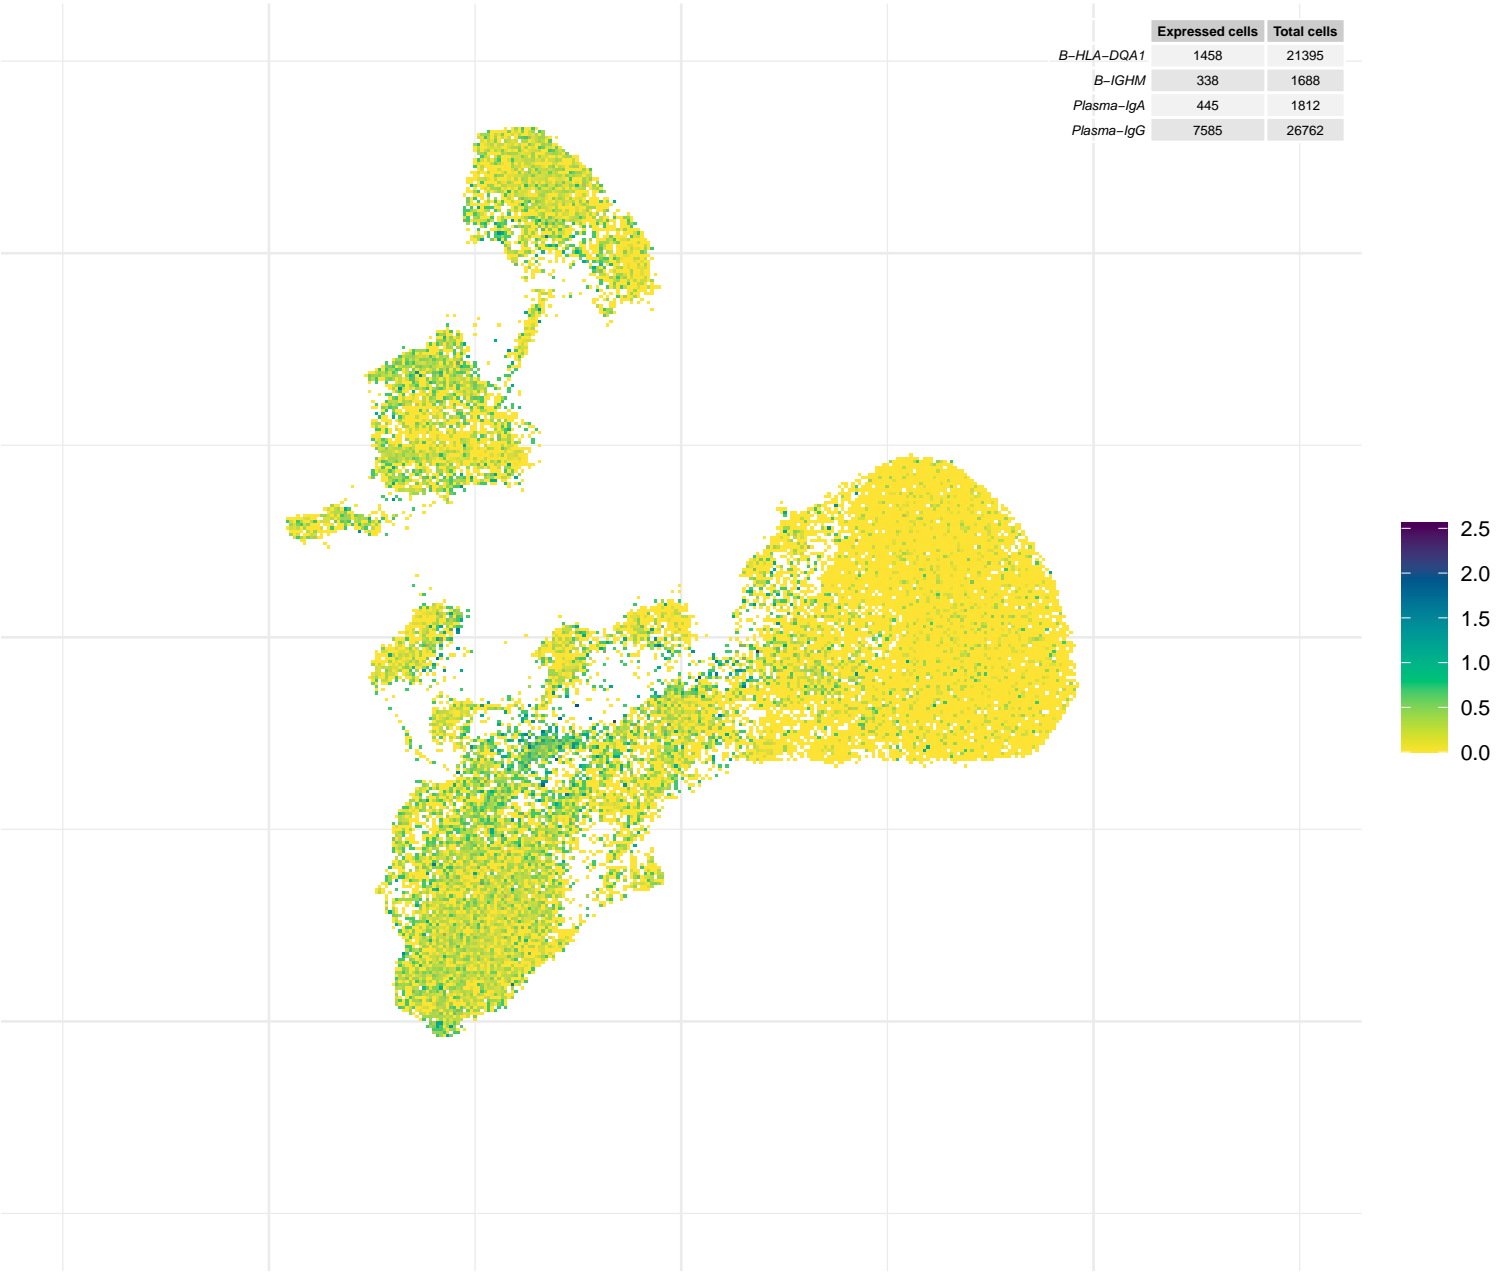 Expressed cells Total cells
B−HLA−DQA1 1458 21395
B−IGHM 338 1688
Plasma−IgA 445 1812
Plasma−IgG 7585 26762
2.5
2.0
1.5
1.0
0.5
0.0